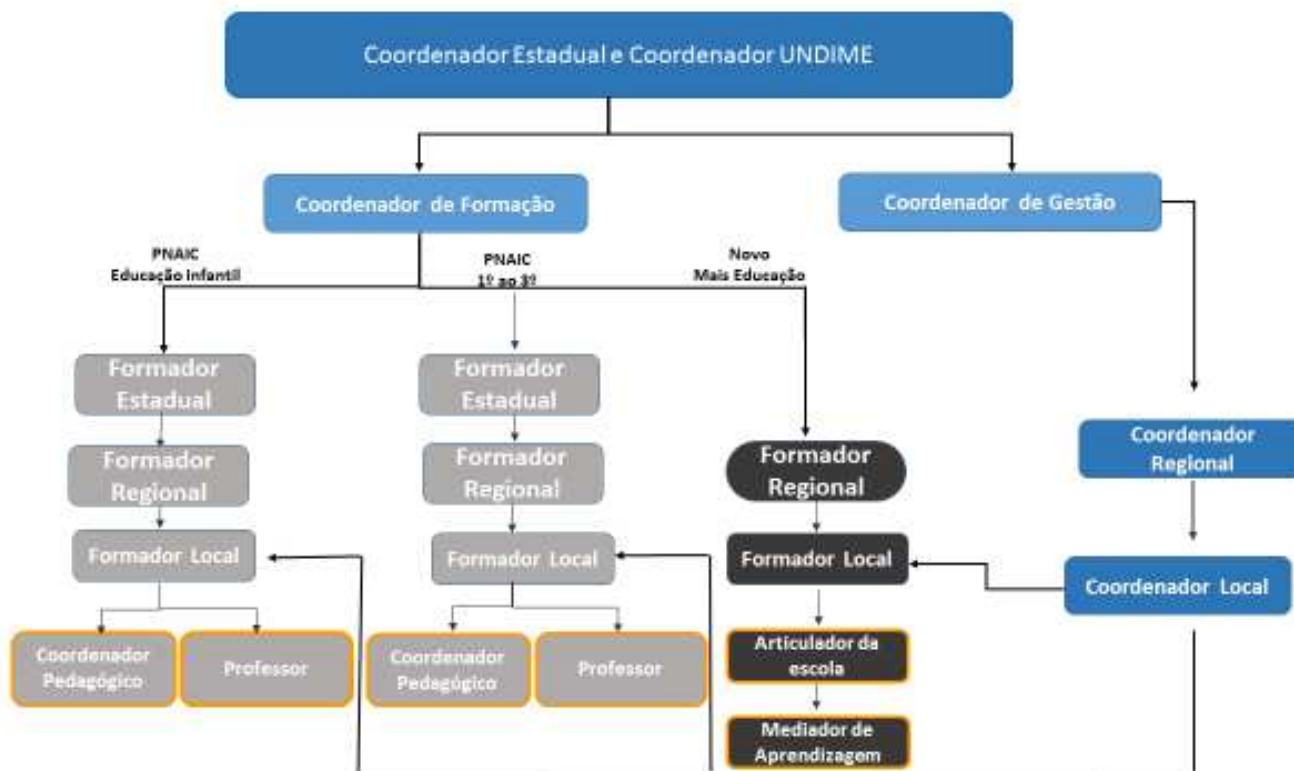 Coordenador Estadual e Coordenador UNDIME
Coordenador de Formação
Coordenador de Gestão
PNAIC
Educação infantil
PNAIC
1º ao 3º
Novo
Mais Educação
Formador
Estadual
Formador
Estadual
Formador
Regional
Formador
Regional
Formador
Regional
Coordenador
Regional
Formador Local
Formador Local
Formador Local
Coordenador Local
Coordenador
Pedagógico
Professor
Coordenador
Pedagógico
Professor
Articulador da
escola
Mediador de
Aprendizagem